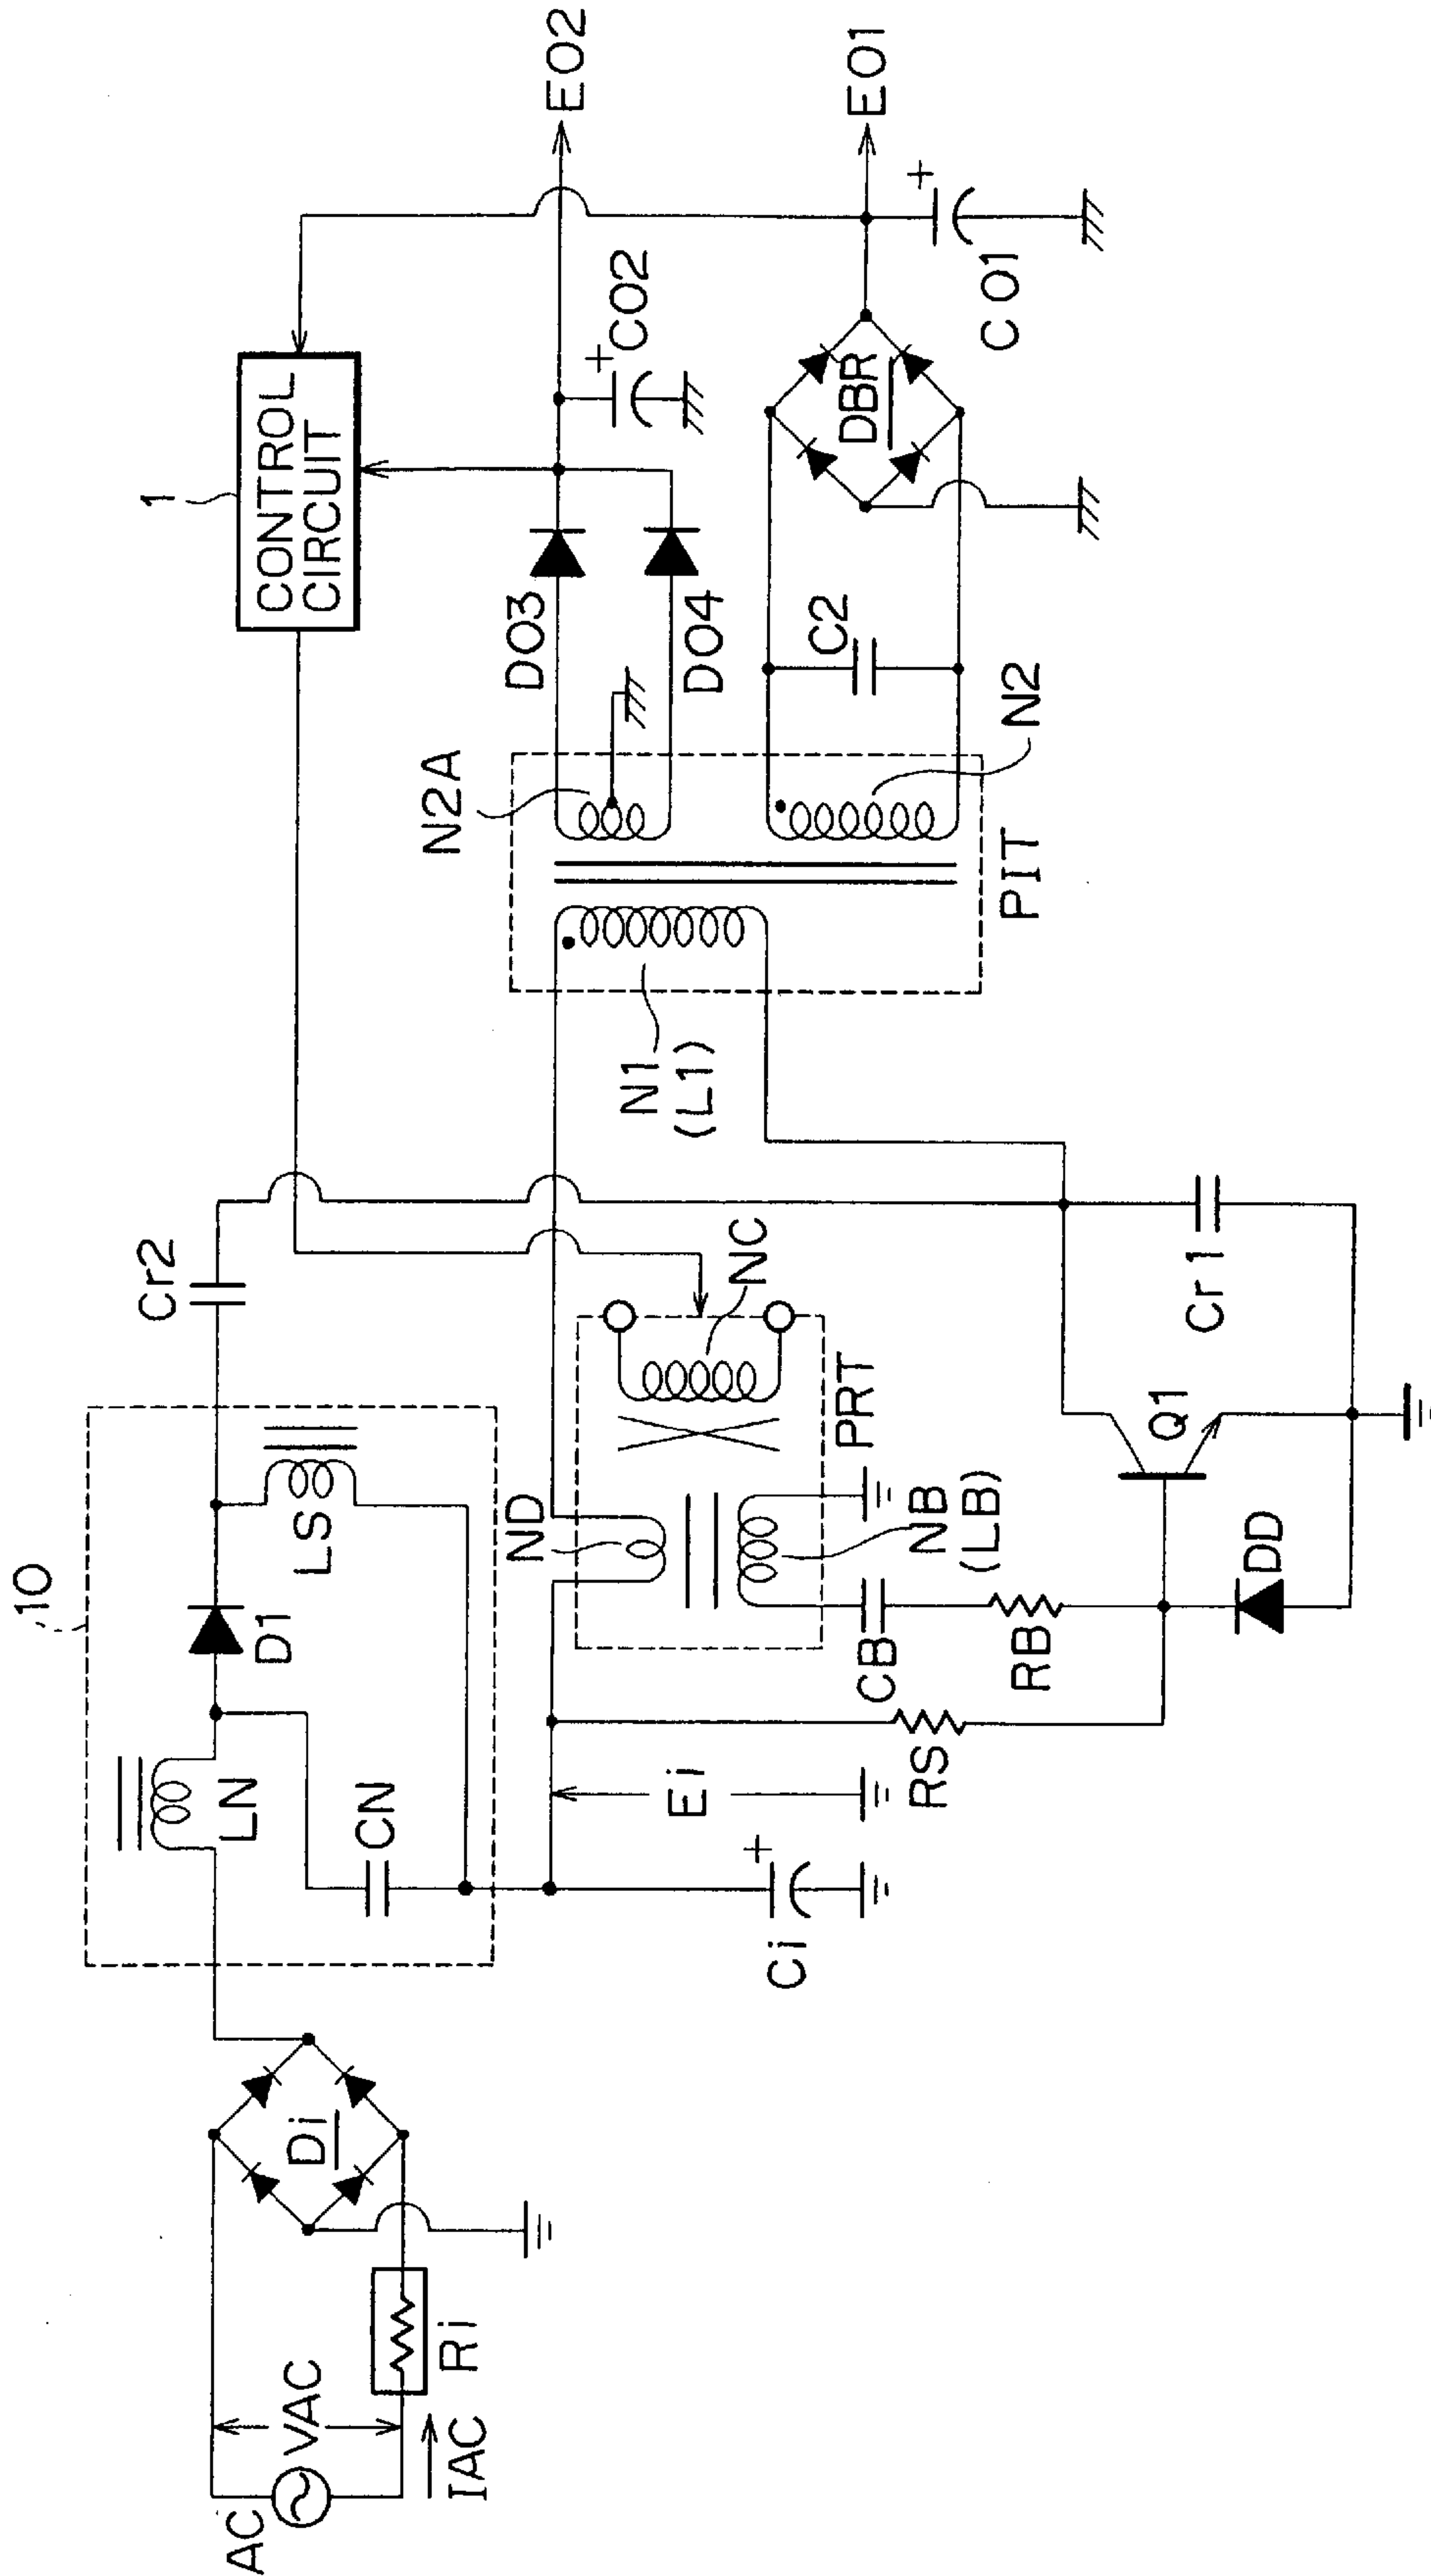 AC
VAC
IAC
Ri
Di
10
LN
CN
D1
LS
Cr2
Ci
Ei
RS
CB
RB
ND
NB
(LB)
NC
PRT
DD
Q1
Cr1
N1
(L1)
PIT
N2A
N2
1
CONTROL
CIRCUIT
DO3
DO4
C2
CO2
DBR
CO1
EO2
EO1